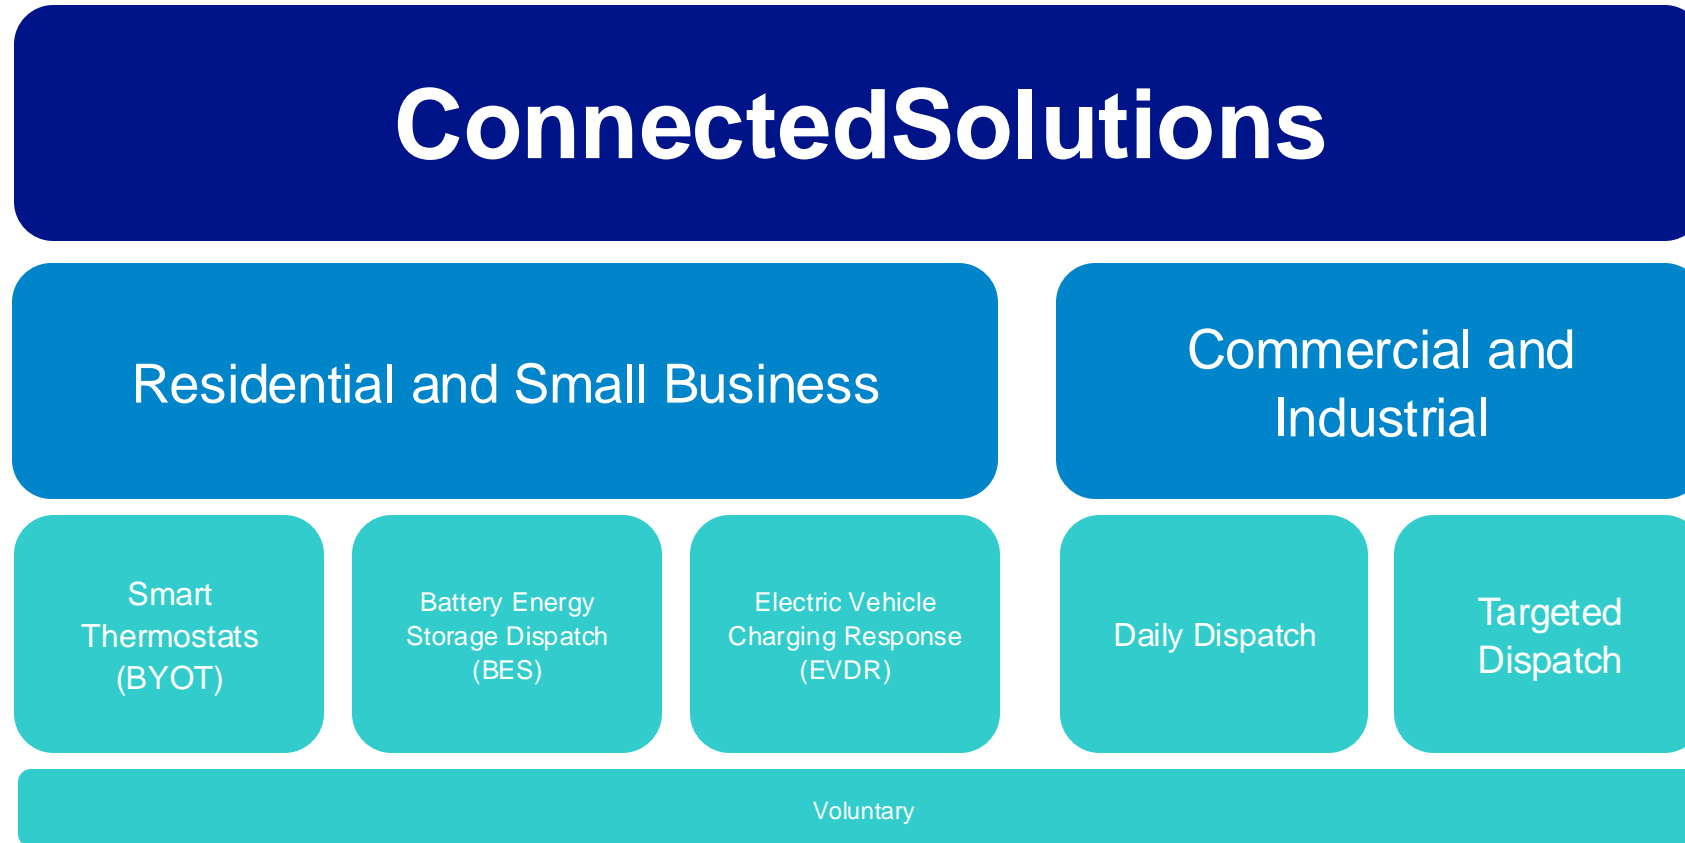 ConnectedSolutions
Residential and Small Business
Commercial and
Industrial
Smart
Thermostats
(BYOT)
Battery Energy
Storage Dispatch
(BES)
Electric Vehicle
Charging Response
(EVDR)
Daily Dispatch
Targeted
Dispatch
Voluntary